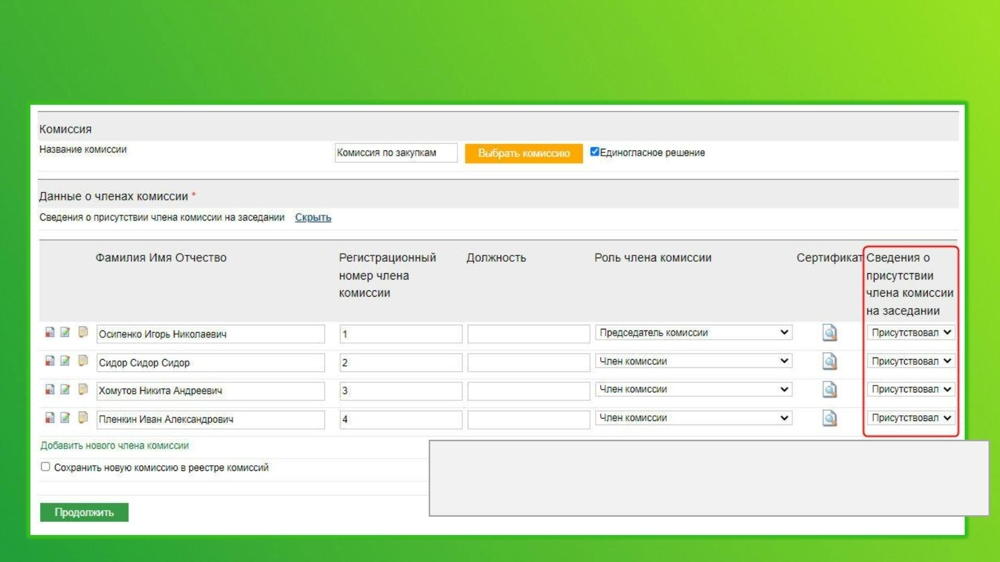 Комиссия
Название комиссии
Комиссия по закупкам
Выбрать комиссию
Единогласное решение
Данные о членах комиссии *
Сведения о присутствии члена комиссии на заседании Скрыть
Фамилия Имя Отчество
Регистрационный
номер члена
комиссии
Должность
Роль члена комиссии
Сертификат
Сведения о
присутствии
члена комиссии
на заседании
Осипенко Игорь Николаевич 1 Председатель комиссии Присутствовал
Сидор Сидор Сидор 2 Член комиссии Присутствовал
Хомутов Никита Андреевич 3 Член комиссии Присутствовал
Пленкин Иван Александрович 4 Член комиссии Присутствовал
Добавить нового члена комиссии
Сохранить новую комиссию в реестре комиссий
Продолжить